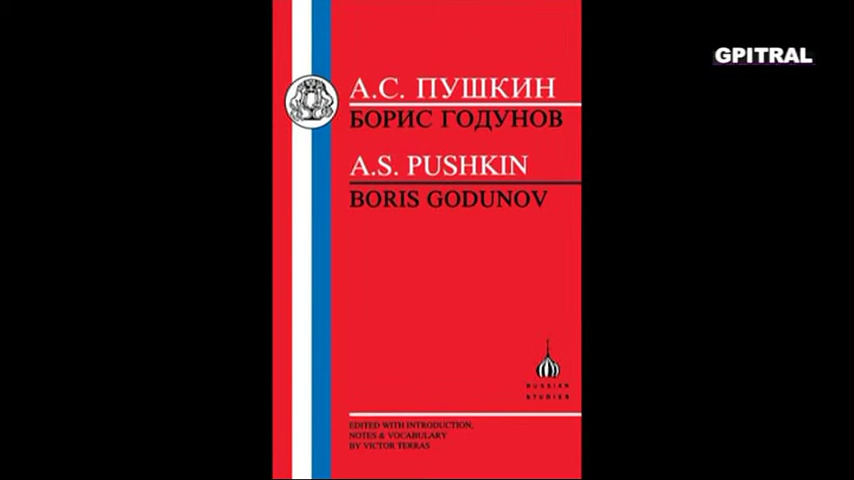 GPITRAL
А.С. ПУШКИН
БОРИС ГОДУНОВ
A.S. PUSHKIN
BORIS GODUNOV
RUSSIAN
STUDIES
EDITED WITH INTRODUCTION,
NOTES & VOCABULARY
BY VICTOR TERRAS